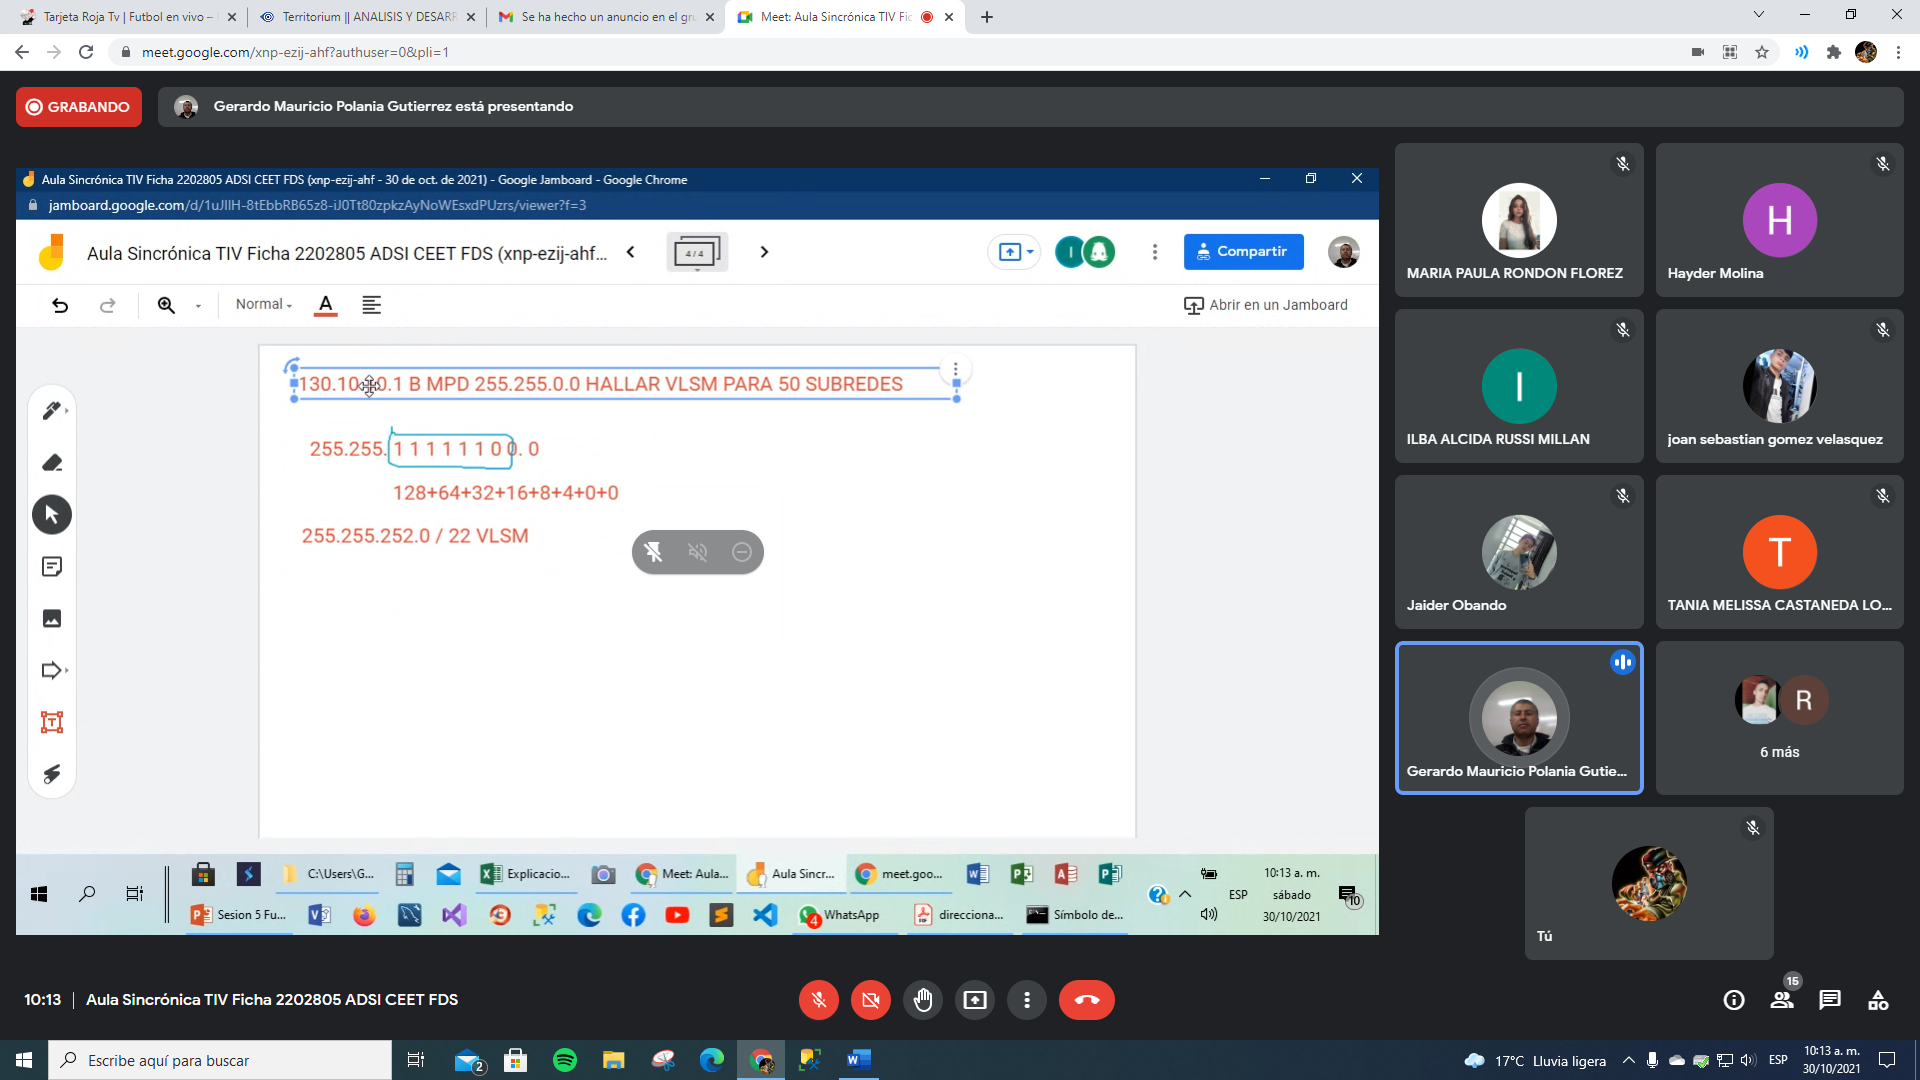 Tarjeta Roja Tv | Futbol en vivo –
Territorium || ANALISIS Y DESARR
Se ha hecho un anuncio en el gru
Meet: Aula Sincrónica TIV Fic
meet.google.com/xnp-ezij-ahf?authuser=0&pli=1
GRABANDO
Gerardo Mauricio Polania Gutierrez está presentando
Aula Sincrónica TIV Ficha 2202805 ADSI CEET FDS (xnp-ezij-ahf - 30 de oct. de 2021) - Google Jamboard - Google Chrome
jamboard.google.com/d/1uJIIH-8tEbbRB65z8-iJ0Tt80zpkzAyNoWEsxdPUzrs/viewer?f=3
Aula Sincrónica TIV Ficha 2202805 ADSI CEET FDS (xnp-ezij-ahf...
4 / 4
I
Compartir
Normal
A
Abrir en un Jamboard
130.10.0.1 B MPD 255.255.0.0 HALLAR VLSM PARA 50 SUBREDES
255.255. 1 1 1 1 1 1 0 0. 0
128+64+32+16+8+4+0+0
255.255.252.0 / 22 VLSM
MARIA PAULA RONDON FLOREZ
H
Hayder Molina
I
ILBA ALCIDA RUSSI MILLAN
joan sebastian gomez velasquez
Jaider Obando
T
TANIA MELISSA CASTANEDA LO...
Gerardo Mauricio Polania Gutie...
R
6 más
Tú
C:\Users\G...
Explicacio...
Meet: Aula...
Aula Sincr...
meet.goo...
Sesion 5 Fu...
4
WhatsApp
direcciona...
Símbolo de...
ESP
10:13 a. m.
sábado
30/10/2021
10
10:13
Aula Sincrónica TIV Ficha 2202805 ADSI CEET FDS
15
Escribe aquí para buscar
2
17°C Lluvia ligera
ESP
10:13 a. m.
30/10/2021